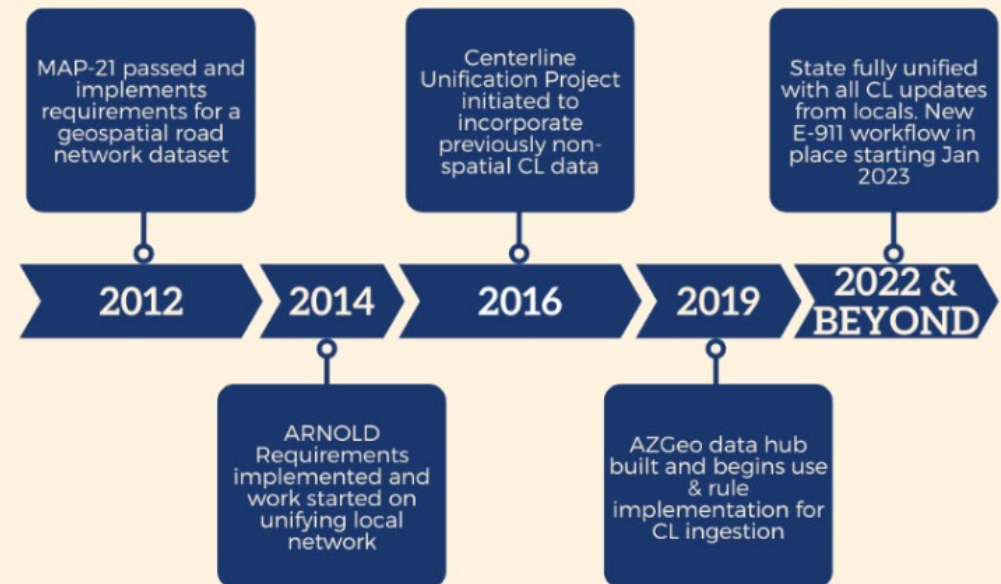 MAP-21 passed and
implements
requirements for a
geospatial road
network dataset
Centerline
Unification Project
initiated to
incorporate
previously non-
spatial CL data
State fully unified
with all CL updates
from locals. New
E-911 workflow in
place starting Jan
2023
2012
2014
2016
2019
2022 &
BEYOND
ARNOLD
Requirements
implemented and
work started on
unifying local
network
AZGeo data hub
built and begins use
& rule
implementation for
CL ingestion